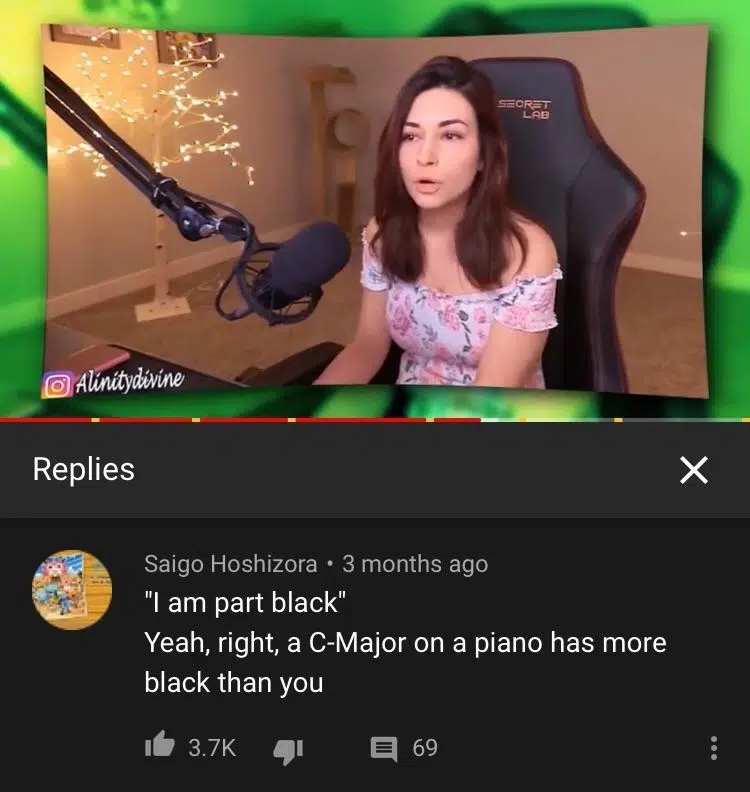 SECRET
LAB
Alinitydivine
Replies
Saigo Hoshizora • 3 months ago
"I am part black"
Yeah, right, a C-Major on a piano has more
black than you
3.7K
69